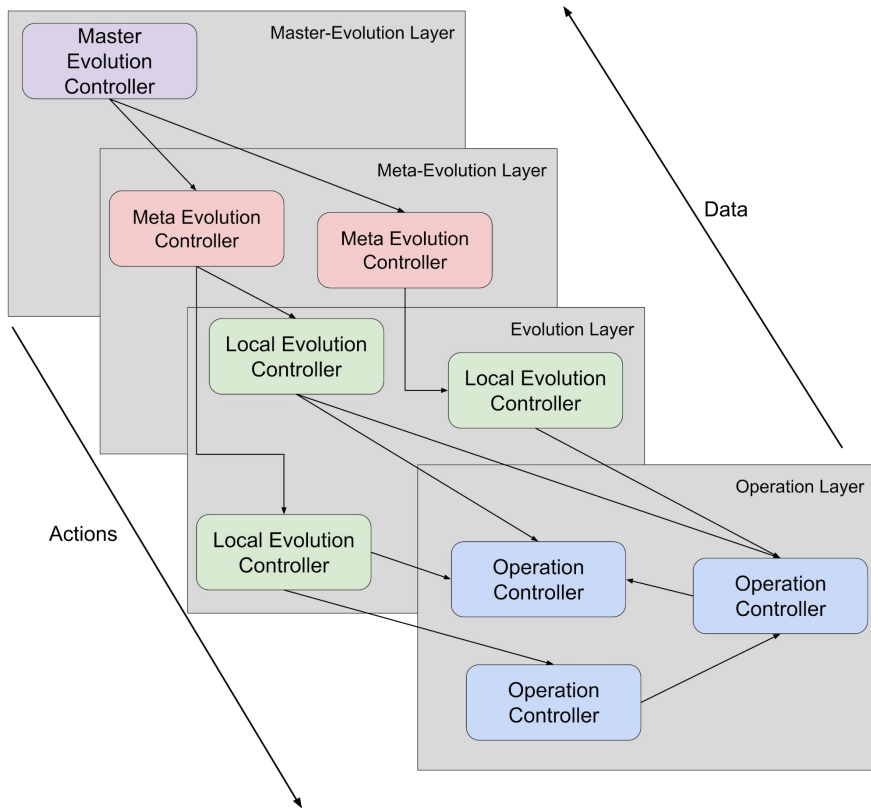 Master
Evolution
Controller
Master-Evolution Layer
Meta-Evolution Layer
Meta Evolution
Controller
Meta Evolution
Controller
Data
Evolution Layer
Local Evolution
Controller
Local Evolution
Controller
Operation Layer
Actions
Local Evolution
Controller
Operation
Controller
Operation
Controller
Operation
Controller